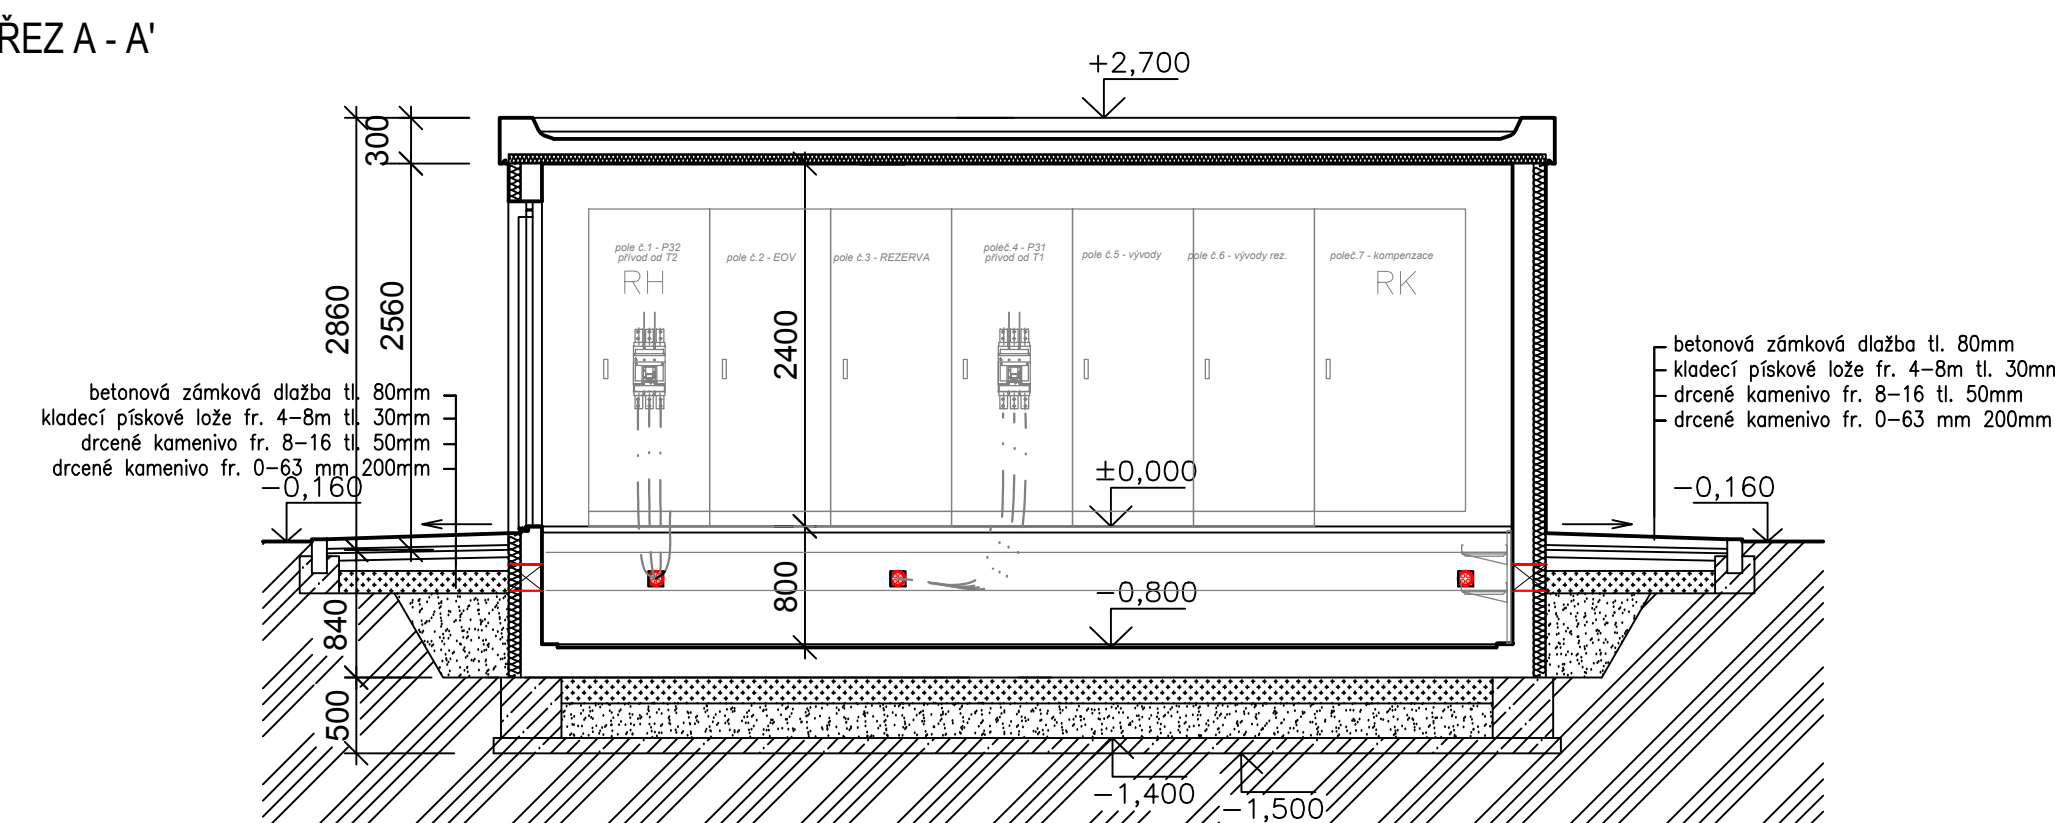 ŘEZ A - A'
+2,700
300
2860
2560
2400
pole č.1 - P32
přívod od T2
RH
pole č.2 - EOV
pole č.3 - REZERVA
poleč.4 - P31
přívod od T1
pole č.5 - vývody
pole č.6 - vývody rez.
poleč.7 - kompenzace
RK
betonová zámková dlažba tl. 80mm
kladecí pískové lože fr. 4-8m tl. 30mm
drcené kamenivo fr. 8-16 tl. 50mm
drcené kamenivo fr. 0-63 mm 200mm
betonová zámková dlažba tl. 80mm
kladecí pískové lože fr. 4-8m tl. 30mm
drcené kamenivo fr. 8-16 tl. 50mm
drcené kamenivo fr. 0-63 mm 200mm
-0,160
±0,000
-0,160
840
800
-0,800
500
-1,400
-1,500